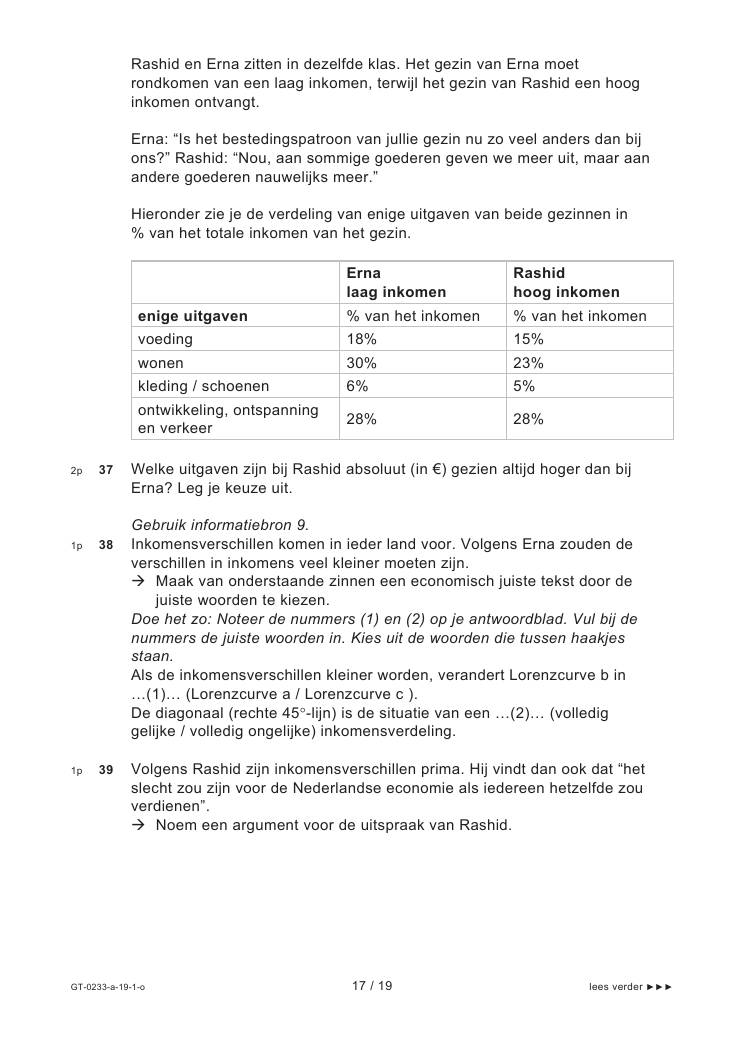 Rashid en Erna zitten in dezelfde klas. Het gezin van Erna moet
rondkomen van een laag inkomen, terwijl het gezin van Rashid een hoog
inkomen ontvangt.
Erna: “Is het bestedingspatroon van jullie gezin nu zo veel anders dan bij
ons?” Rashid: “Nou, aan sommige goederen geven we meer uit, maar aan
andere goederen nauwelijks meer.”
Hieronder zie je de verdeling van enige uitgaven van beide gezinnen in
% van het totale inkomen van het gezin.
Erna
laag inkomen
Rashid
hoog inkomen
enige uitgaven % van het inkomen % van het inkomen
voeding 18% 15%
wonen 30% 23%
kleding / schoenen 6% 5%
ontwikkeling, ontspanning
en verkeer
28% 28%
2p 37 Welke uitgaven zijn bij Rashid absoluut (in €) gezien altijd hoger dan bij
Erna? Leg je keuze uit.
Gebruik informatiebron 9.
1p 38 Inkomensverschillen komen in ieder land voor. Volgens Erna zouden de
verschillen in inkomens veel kleiner moeten zijn.
→ Maak van onderstaande zinnen een economisch juiste tekst door de
juiste woorden te kiezen.
Doe het zo: Noteer de nummers (1) en (2) op je antwoordblad. Vul bij de
nummers de juiste woorden in. Kies uit de woorden die tussen haakjes
staan.
Als de inkomensverschillen kleiner worden, verandert Lorenzcurve b in
…(1)… (Lorenzcurve a / Lorenzcurve c ).
De diagonaal (rechte 45°-lijn) is de situatie van een …(2)… (volledig
gelijke / volledig ongelijke) inkomensverdeling.
1p 39 Volgens Rashid zijn inkomensverschillen prima. Hij vindt dan ook dat “het
slecht zou zijn voor de Nederlandse economie als iedereen hetzelfde zou
verdienen”.
→ Noem een argument voor de uitspraak van Rashid.
GT-0233-a-19-1-o 17 / 19 lees verder ►►►